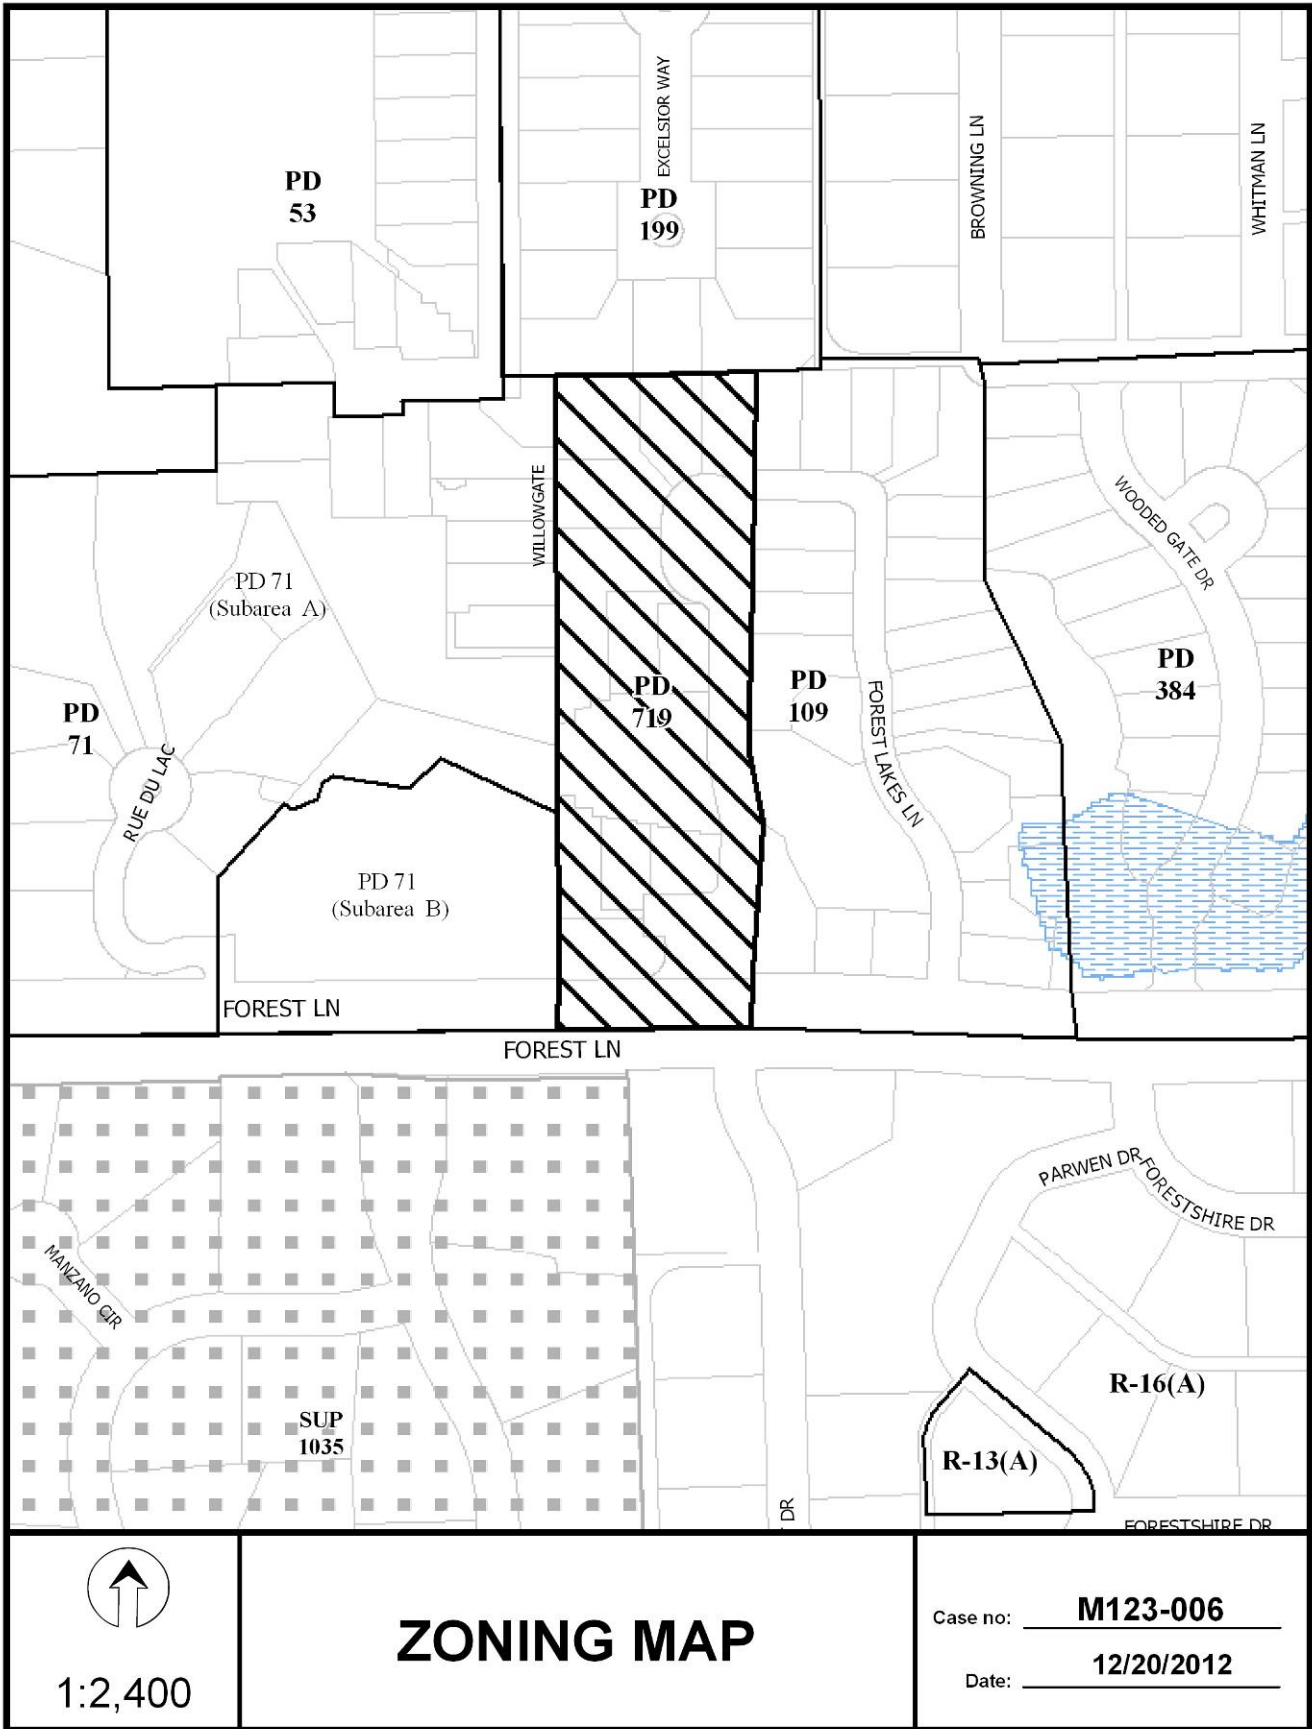 EXCELSIOR WAY
BROWNING LN
WHITMAN LN
PD
53
PD
199
WILLOWGATE
WOODED GATE DR
PD 71
(Subarea A)
PD
71
RUE DU LAC
PD
719
PD
109
FOREST LAKES LN
PD
384
PD 71
(Subarea B)
FOREST LN
FOREST LN
PARWEN DR
FORESTSHIRE DR
MANZANO CIR
R-16(A)
SUP
1035
R-13(A)
DR
FORESTSHIRE DR
1:2,400
ZONING MAP
Case no: M123-006
Date: 12/20/2012